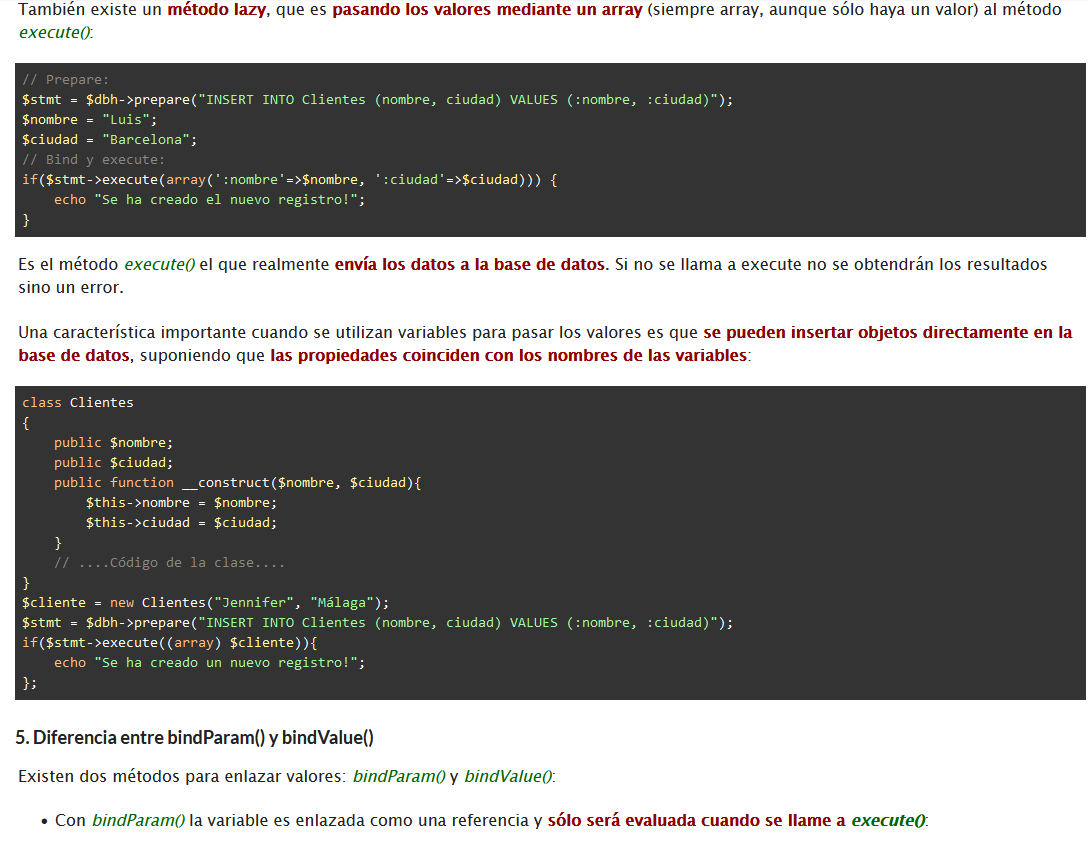 También existe un método lazy, que es pasando los valores mediante un array (siempre array, aunque sólo haya un valor) al método
execute():
// Prepare:
$stmt = $dbh->prepare("INSERT INTO Clientes (nombre, ciudad) VALUES (:nombre, :ciudad)");
$nombre = "Luis";
$ciudad = "Barcelona";
// Bind y execute:
if($stmt->execute(array(':nombre'=>$nombre, ':ciudad'=>$ciudad))) {
    echo "Se ha creado el nuevo registro!";
}
Es el método execute() el que realmente envía los datos a la base de datos. Si no se llama a execute no se obtendrán los resultados
sino un error.
Una característica importante cuando se utilizan variables para pasar los valores es que se pueden insertar objetos directamente en la
base de datos, suponiendo que las propiedades coinciden con los nombres de las variables:
class Clientes
{
    public $nombre;
    public $ciudad;
    public function __construct($nombre, $ciudad){
        $this->nombre = $nombre;
        $this->ciudad = $ciudad;
    }
    // ....Código de la clase....
}
$cliente = new Clientes("Jennifer", "Málaga");
$stmt = $dbh->prepare("INSERT INTO Clientes (nombre, ciudad) VALUES (:nombre, :ciudad)");
if($stmt->execute((array) $cliente)){
    echo "Se ha creado un nuevo registro!";
};
5. Diferencia entre bindParam() y bindValue()
Existen dos métodos para enlazar valores: bindParam() y bindValue():
• Con bindParam() la variable es enlazada como una referencia y sólo será evaluada cuando se llame a execute():